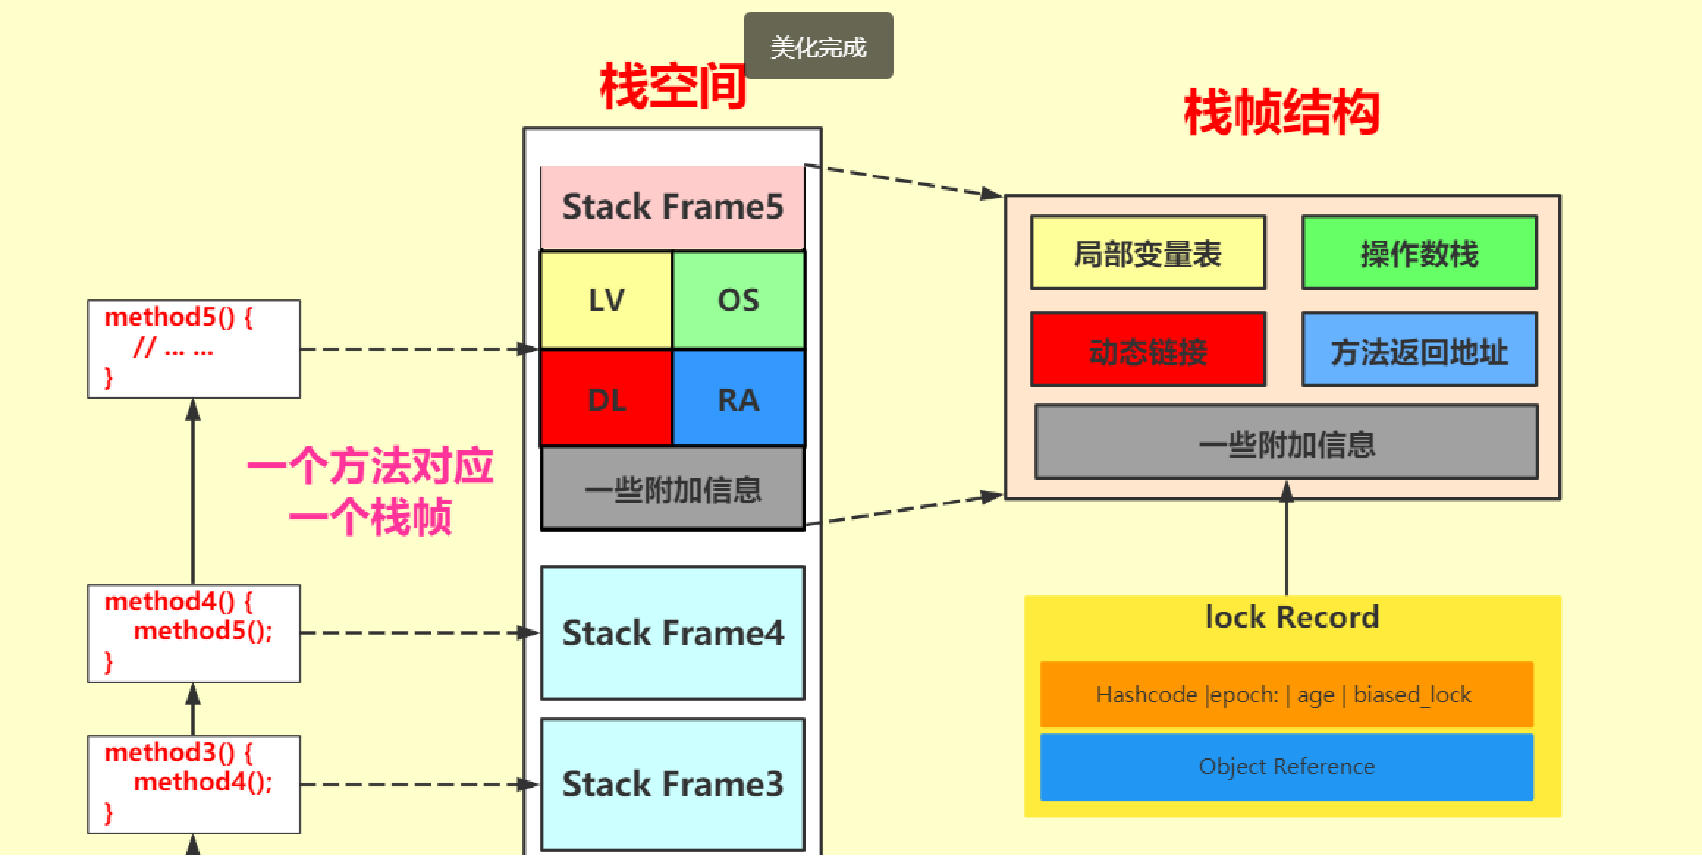 美化完成
栈空间
栈帧结构
Stack Frame5
LV
OS
DL
RA
一些附加信息
method5() {
// ... ...
}
一个方法对应
一个栈帧
method4() {
method5();
}
Stack Frame4
method3() {
method4();
}
Stack Frame3
局部变量表
操作数栈
动态链接
方法返回地址
一些附加信息
lock Record
Hashcode |epoch: | age | biased_lock
Object Reference